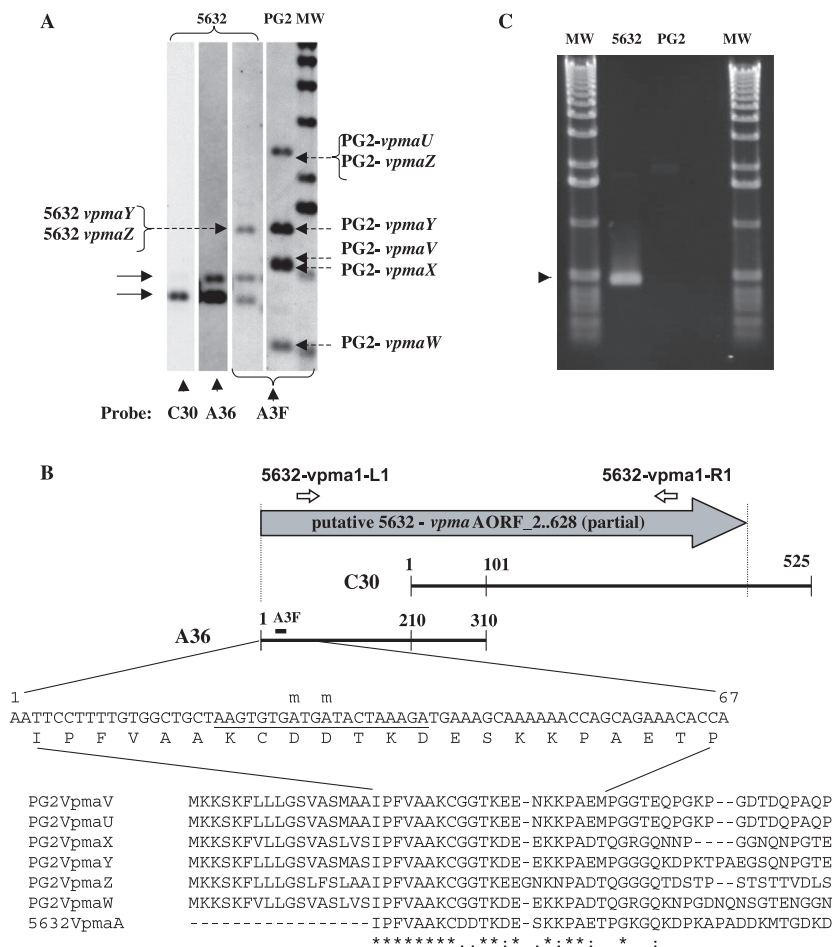 A
5632
PG2 MW
PG2-vpmaU
PG2- vpmaZ
5632 vpmaY
5632 vpmaZ
PG2- vpmaY
PG2- vpmaV
PG2- vpmaX
PG2- vpmaW
Probe: C30 A36 A3F
C
MW 5632 PG2 MW
B
5632-vpma1-L1 5632-vpma1-R1
putative 5632 - vpma AORF_2..628 (partial)
1 101 525
C30
1 A3F 210 310
A36
m m
1 67
AATTCCTTTTGTGGCTGCTAAGTGTGATGATACTAAAGATGAAAGCAAAAAACCAGCAGAAACACCA
I P F V A A K C D D T K D E S K K P A E T P
PG2VpmaV MKKSKFLLLGSVASMAAIPFVAAKCGGTKEE-NKKPAEMPGGTEQPGKP--GDTDQPAQP
PG2VpmaU MKKSKFLLLGSVASMAAIPFVAAKCGGTKEE-NKKPAEMPGGTEQPGKP--GDTDQPAQP
PG2VpmaX MKKSKFVLLGSVASLVSIPFVAAKCGGTKDE-EKKPADTQGRGQNNP----GGNQNPGTE
PG2VpmaY MKKSKFVLLGSVASMASIPFVAAKCGGTKDE-EKKPADTQGGGQKDPKTPAEGSQNPGTE
PG2VpmaZ MKKSKFVLLGSLFSLAAIPFVAAKCGGTKEEGNKNPADTQGGGQTDSTP--STSTTVDLS
PG2VpmaW MKKSKFVLLGSVASLVSIPFVAAKCGGTKDE-EKKPADTQGRGQKNPGDNQNSGTENGGN
5632VpmaA -----------------IPFVAAKCDDTKDE-SKKPAETPGKGQKDPKAPADDKMTGDKD
********..**:* .*:**: * :